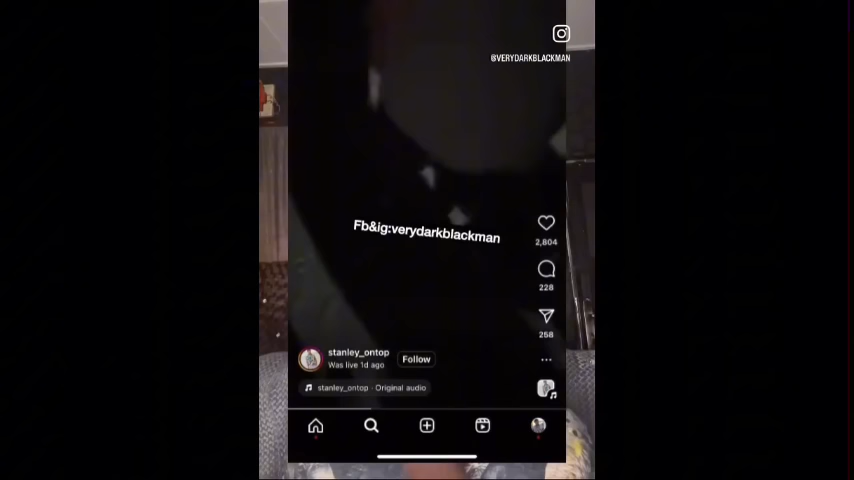 @VERYDARKBLACKMAN
Fb&ig:verydarkblackman
2,804
228
258
stanley_ontop
Follow
Was live 1d ago
stanley_ontop · Original audio